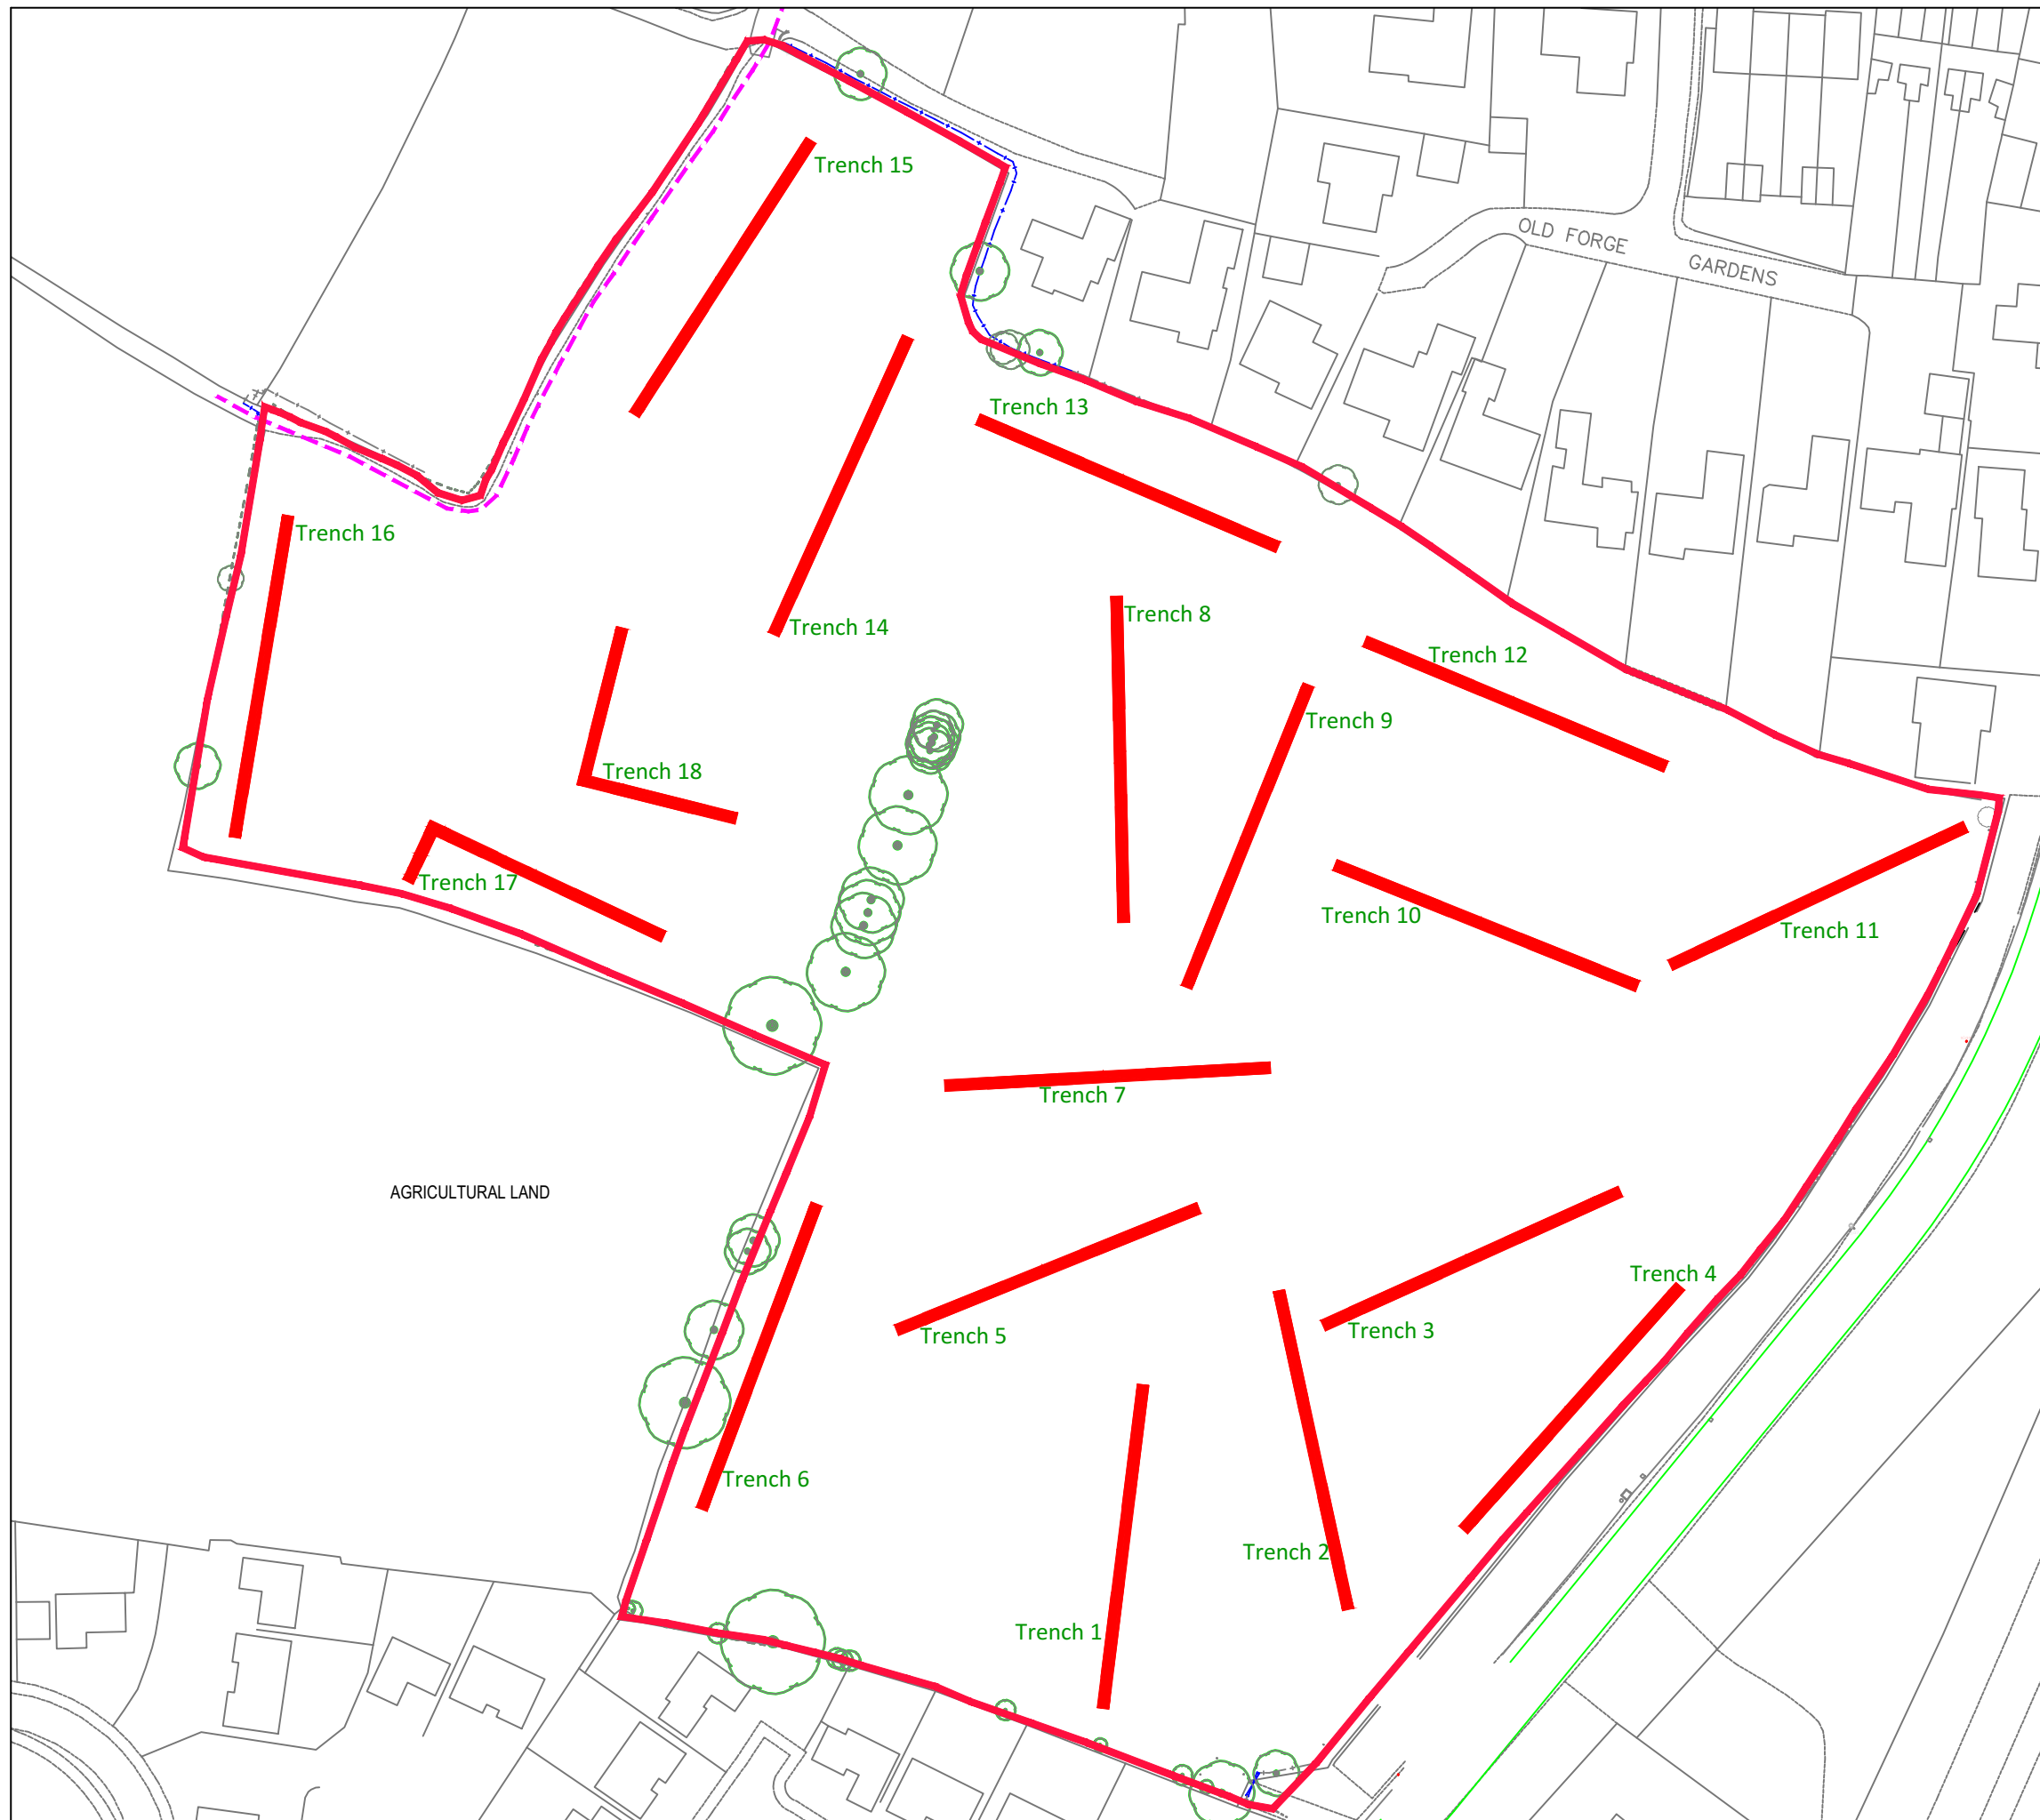 Trench 15
OLD FORGE
GARDENS
Trench 13
Trench 16
Trench 8
Trench 14
Trench 12
Trench 9
Trench 18
Trench 17
Trench 10
Trench 11
Trench 7
AGRICULTURAL LAND
Trench 4
Trench 3
Trench 5
Trench 6
Trench 2
Trench 1